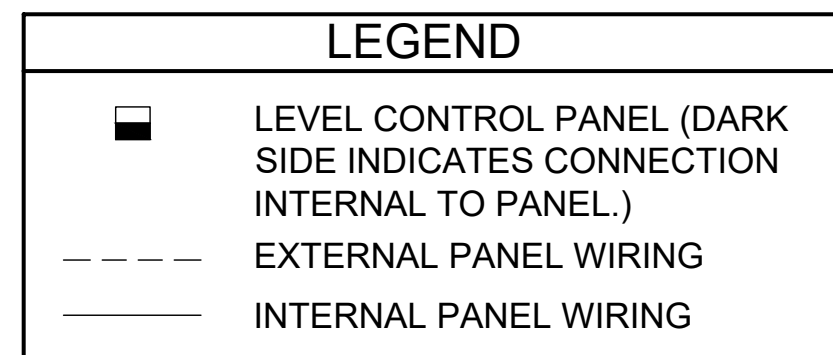 LEGEND
LEVEL CONTROL PANEL (DARK
SIDE INDICATES CONNECTION
INTERNAL TO PANEL.)
EXTERNAL PANEL WIRING
INTERNAL PANEL WIRING